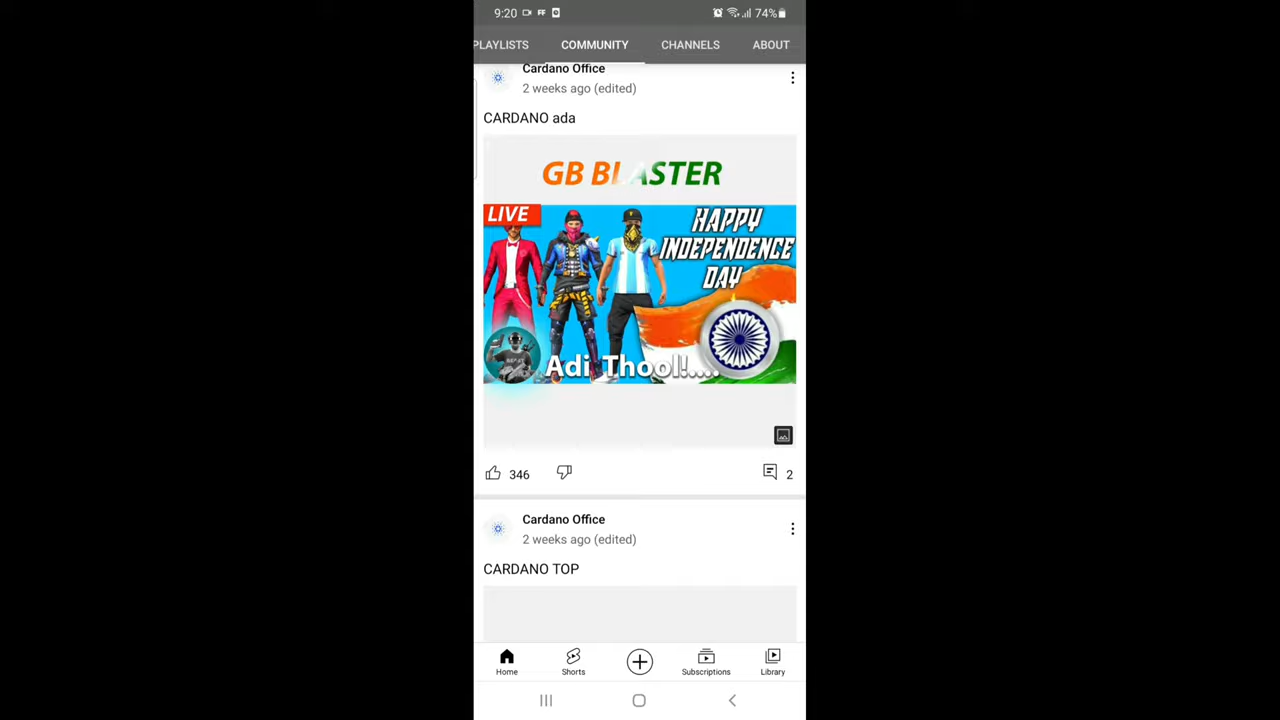 9:20
74%
PLAYLISTS COMMUNITY CHANNELS ABOUT
Cardano Office
2 weeks ago (edited)
CARDANO ada
GB BLASTER
LIVE
HAPPY
INDEPENDENCE
DAY
Adi Thool!....
346
2
Cardano Office
2 weeks ago (edited)
CARDANO TOP
Home Shorts Subscriptions Library